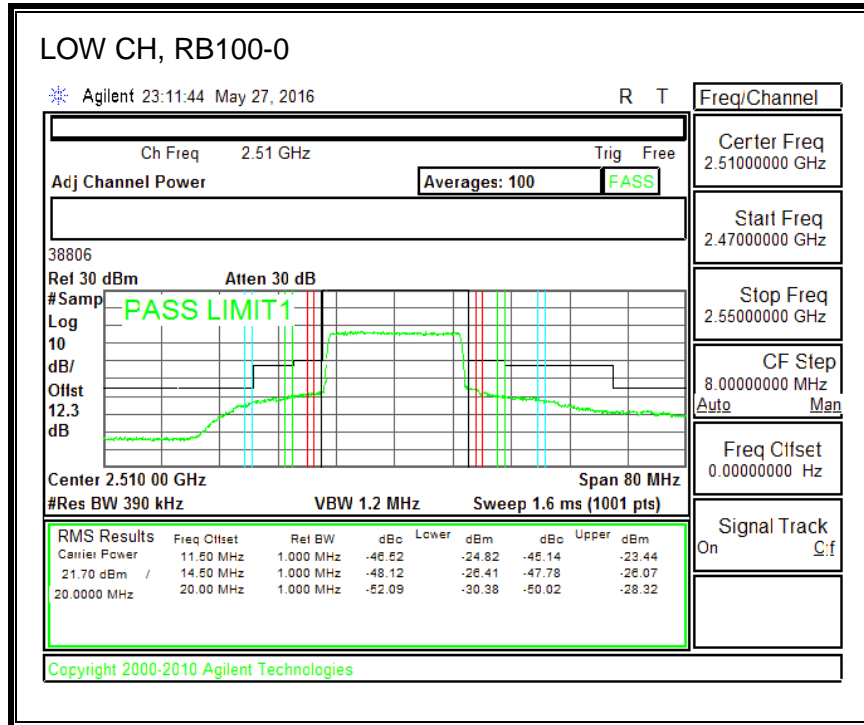 LOW CH, RB100-0
Agilent 23:11:44 May 27, 2016 R T
Freq/Channel
Ch Freq 2.51 GHz Trig Free
Adj Channel Power Averages: 100 PASS
Center Freq
2.51000000 GHz
Start Freq
2.47000000 GHz
Stop Freq
2.55000000 GHz
CF Step
8.00000000 MHz
Auto Man
Freq Offset
0.00000000 Hz
Signal Track
On Off
38806
Ref 30 dBm Atten 30 dB
#Samp
Log
10
dB/
Offst
12.3
dB
PASS LIMIT1
Center 2.510 00 GHz Span 80 MHz
#Res BW 390 kHz VBW 1.2 MHz Sweep 1.6 ms (1001 pts)
RMS Results Freq Offset Ref BW dBc Lower dBm dBc Upper dBm
Carrier Power 11.50 MHz 1.000 MHz -46.52 -24.82 -45.14 -23.44
21.70 dBm / 14.50 MHz 1.000 MHz -48.12 -26.41 -47.78 -26.07
20.0000 MHz 20.00 MHz 1.000 MHz -52.09 -30.38 -50.02 -28.32
Copyright 2000-2010 Agilent Technologies